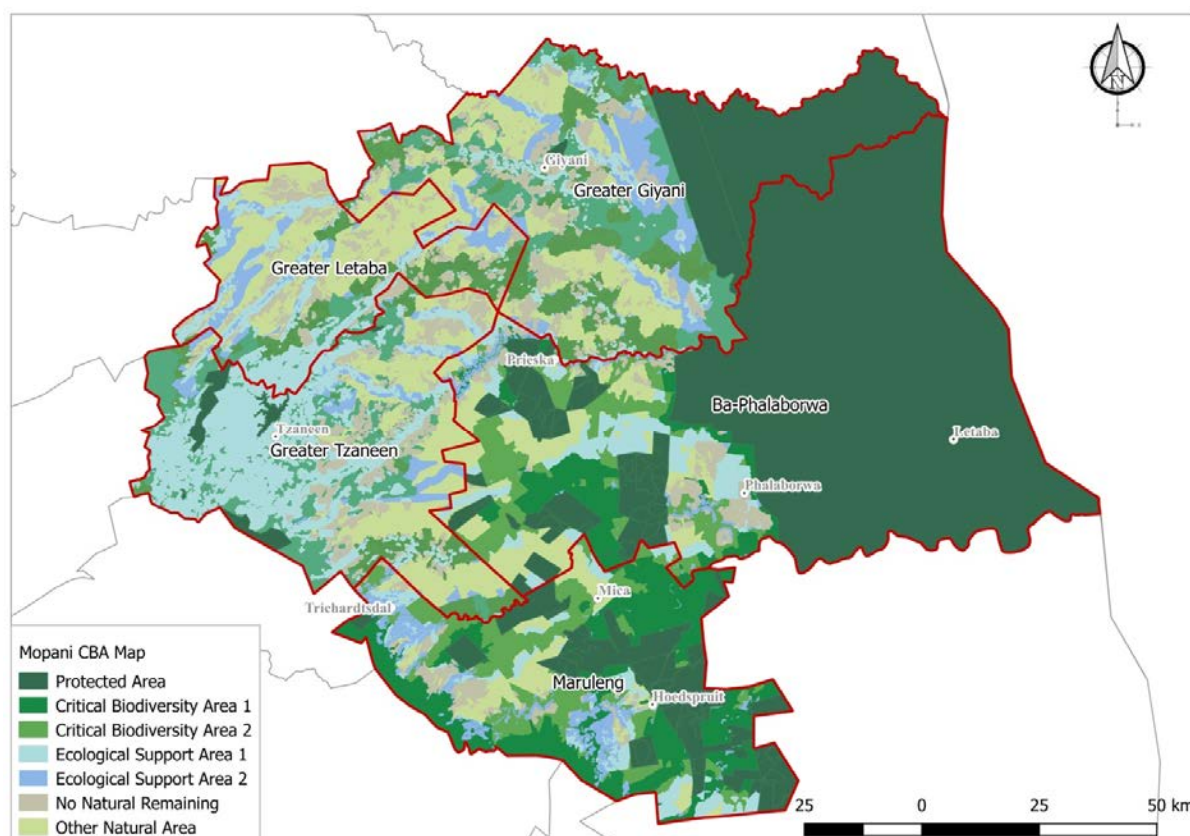 N
Giyani
Greater Giyani
Greater Letaba
Prieska
Ba-Phalaborwa
Letaba
Tzaneen
Greater Tzaneen
Phalaborwa
Mica
Trichardtsdal
Maruleng
Hoedspruit
Mopani CBA Map
Protected Area
Critical Biodiversity Area 1
Critical Biodiversity Area 2
Ecological Support Area 1
Ecological Support Area 2
No Natural Remaining
Other Natural Area
25 0 25 50 km